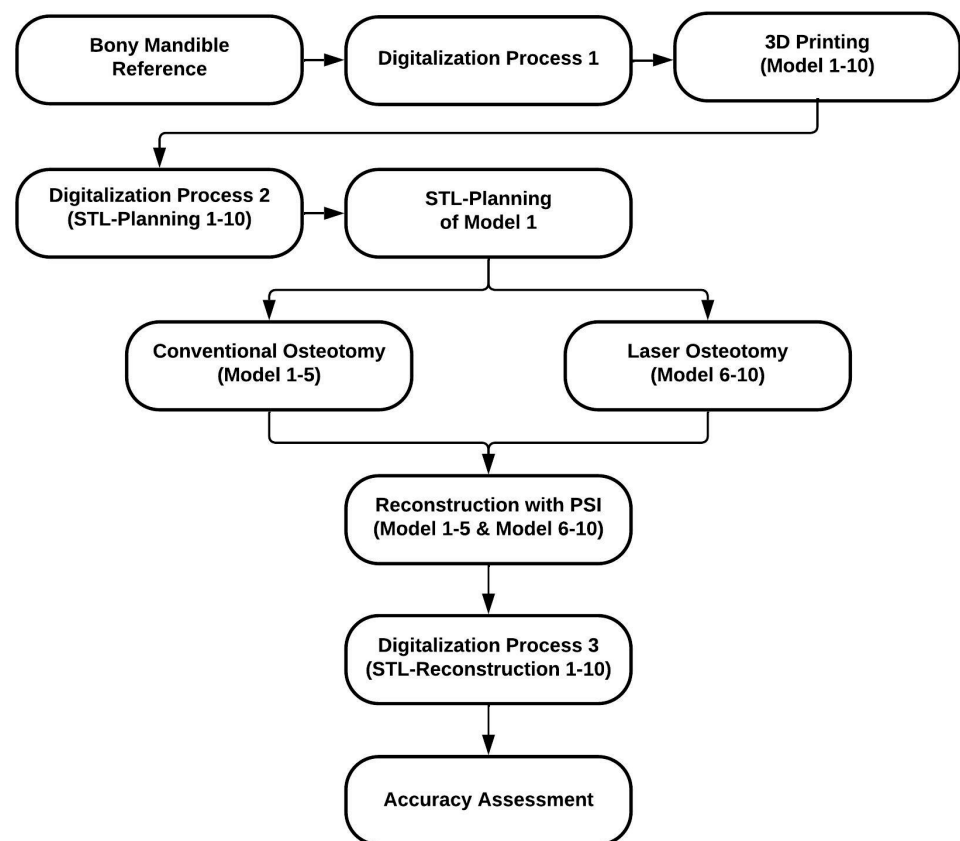 Bony Mandible
Reference
Digitalization Process 1
3D Printing
(Model 1-10)
Digitalization Process 2
(STL-Planning 1-10)
STL-Planning
of Model 1
Conventional Osteotomy
(Model 1-5)
Laser Osteotomy
(Model 6-10)
Reconstruction with PSI
(Model 1-5 & Model 6-10)
Digitalization Process 3
(STL-Reconstruction 1-10)
Accuracy Assessment